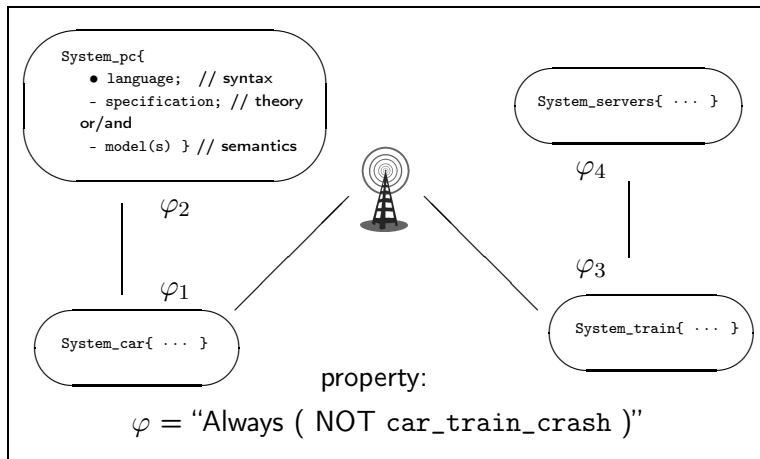 System_pc{
● language; // syntax
- specification; // theory
or/and
- model(s) } // semantics
System_servers{ ··· }
φ4
φ2
φ3
φ1
System_car{ ··· }
System_train{ ··· }
property:
φ = “Always ( NOT car_train_crash )”